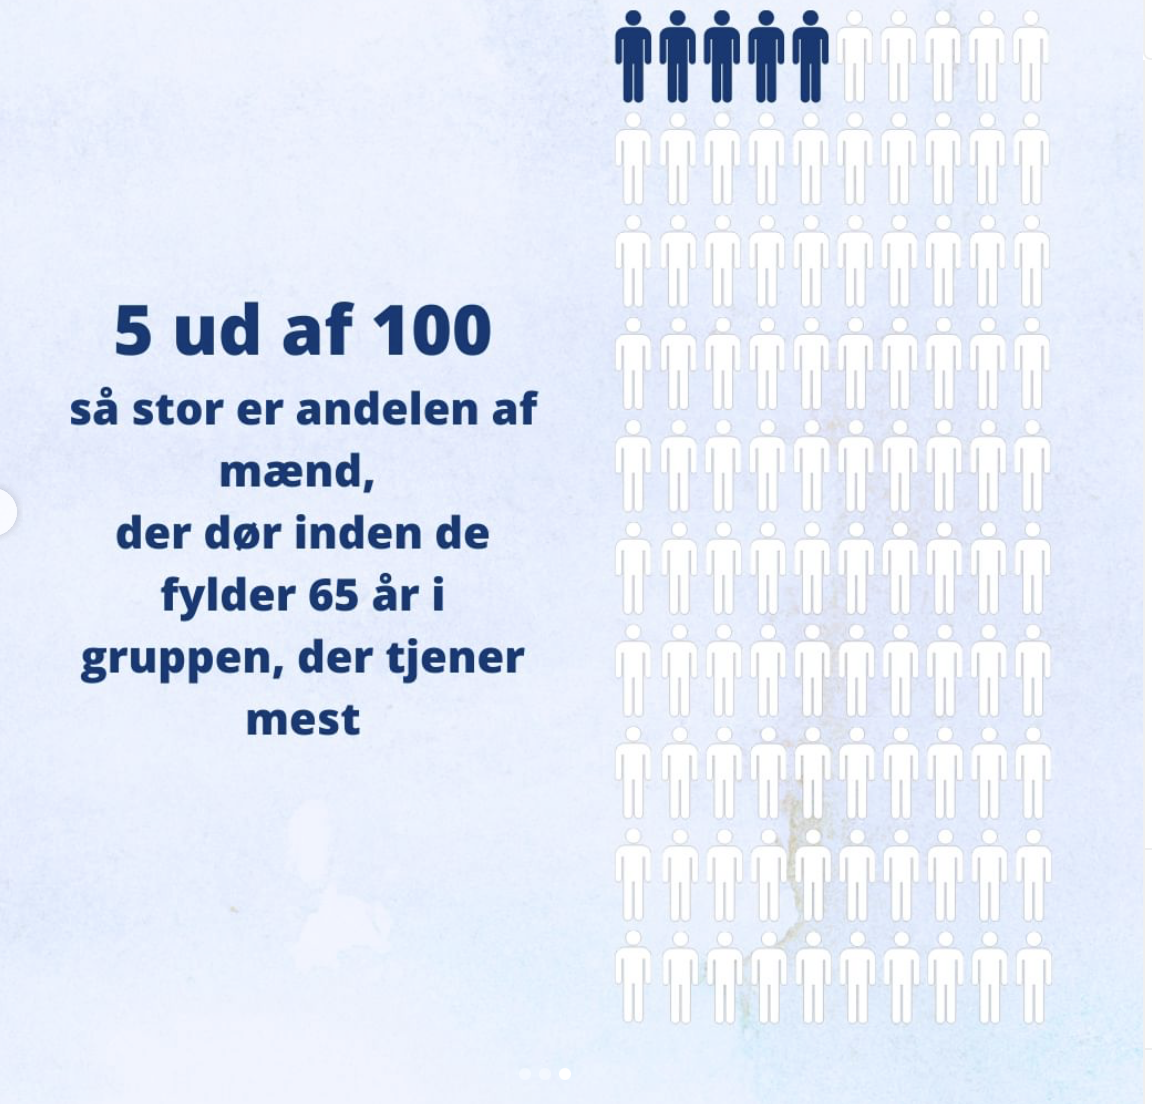 5 ud af 100
så stor er andelen af
mænd,
der dør inden de
fylder 65 år i
gruppen, der tjener
mest